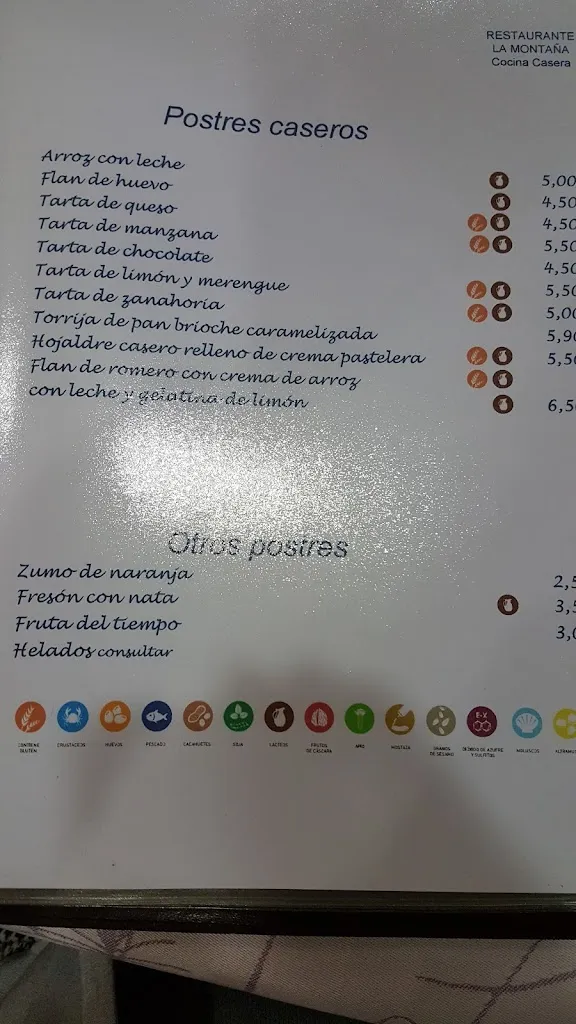 RESTAURANTE
LA MONTAÑA
Cocina Casera
Postres caseros
Arroz con leche 5,00
Flan de huevo 4,50
Tarta de queso 4,50
Tarta de manzana 5,50
Tarta de chocolate 4,50
Tarta de limón y merengue 5,50
Tarta de zanahoria 5,00
Torrija de pan brioche caramelizada 5,90
Hojaldre casero relleno de crema pastelera 5,50
Flan de romero con crema de arroz
con leche y gelatina de limón 6,50
Otros postres
Zumo de naranja 2,5
Fresón con nata 3,5
Fruta del tiempo 3,0
Helados consultar
E-X
CONTIENE GLUTEN CRUSTÁCEOS HUEVOS PESCADO CACAHUETES SOJA LÁCTEOS FRUTOS DE CÁSCARA APIO MOSTAZA GRANOS DE SÉSAMO DIÓXIDO DE AZUFRE Y SULFITOS MOLUSCOS